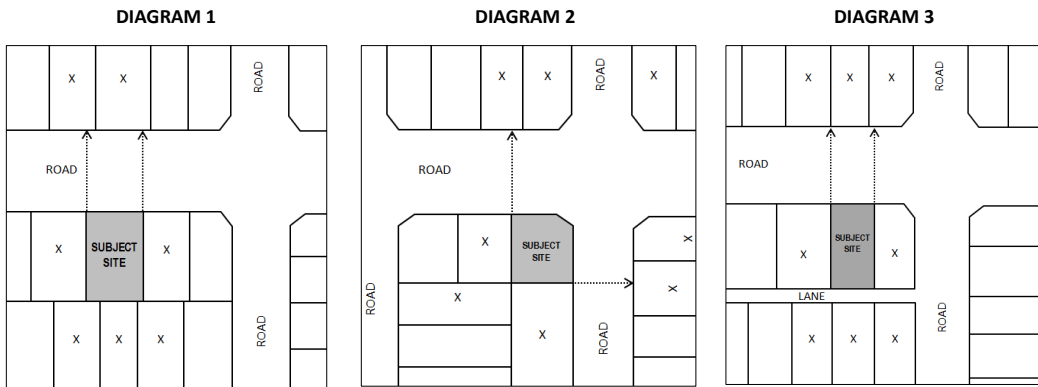 DIAGRAM 1
X X
ROAD
ROAD
X
SUBJECT
SITE
X
X X X
ROAD
DIAGRAM 2
X X
ROAD
X
ROAD
X
SUBJECT
SITE
X
X
X
ROAD
X
ROAD
DIAGRAM 3
X X X
ROAD
ROAD
X
SUBJECT
SITE
X
LANE
X X X
ROAD